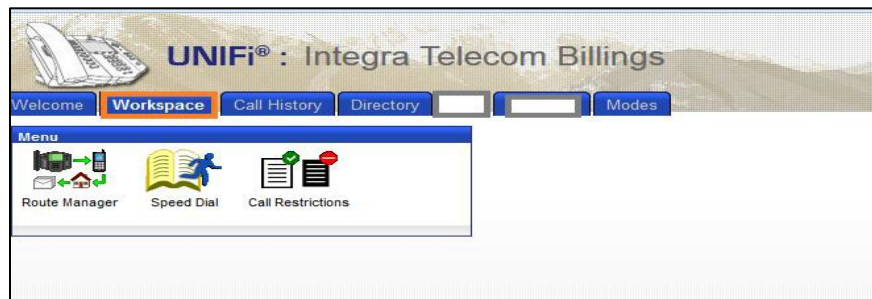 UNIFi® : Integra Telecom Billings
Welcome Workspace Call History Directory Modes
Menu
Route Manager Speed Dial Call Restrictions